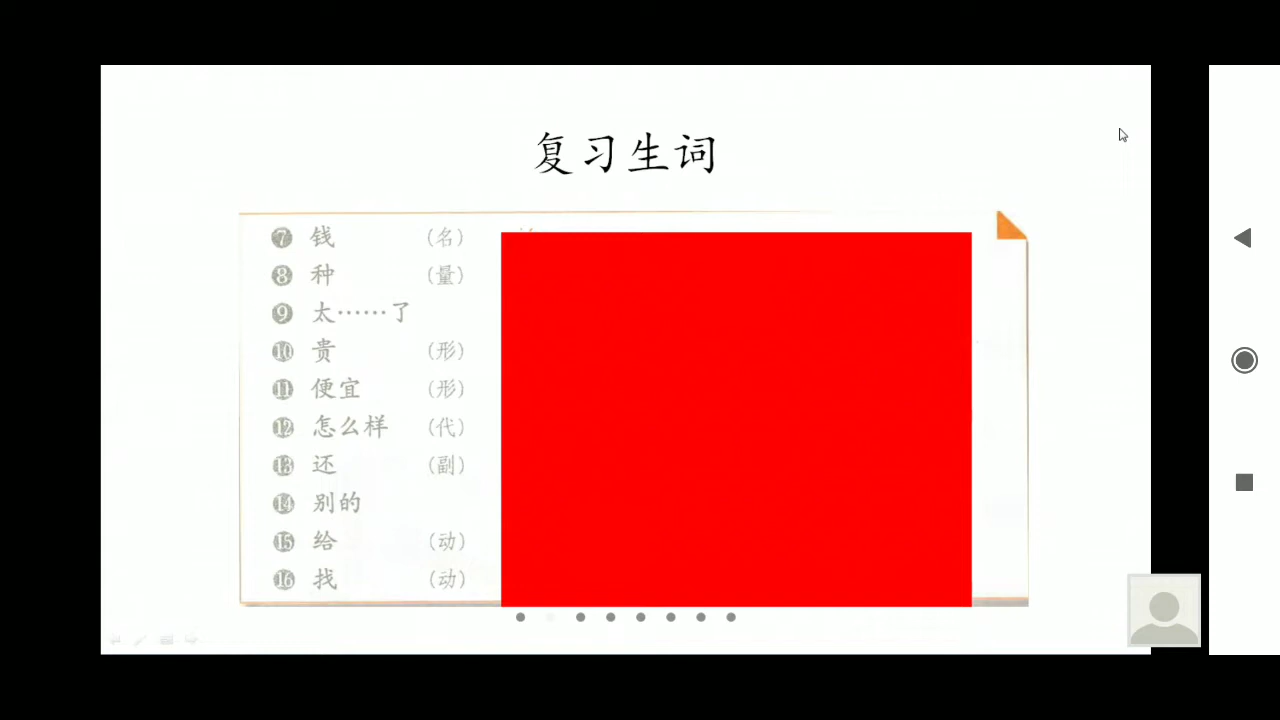 复习生词
7 钱 (名)
8 种 (量)
9 太……了
10 贵 (形)
11 便宜 (形)
12 怎么样 (代)
13 还 (副)
14 别的
15 给 (动)
16 找 (动)